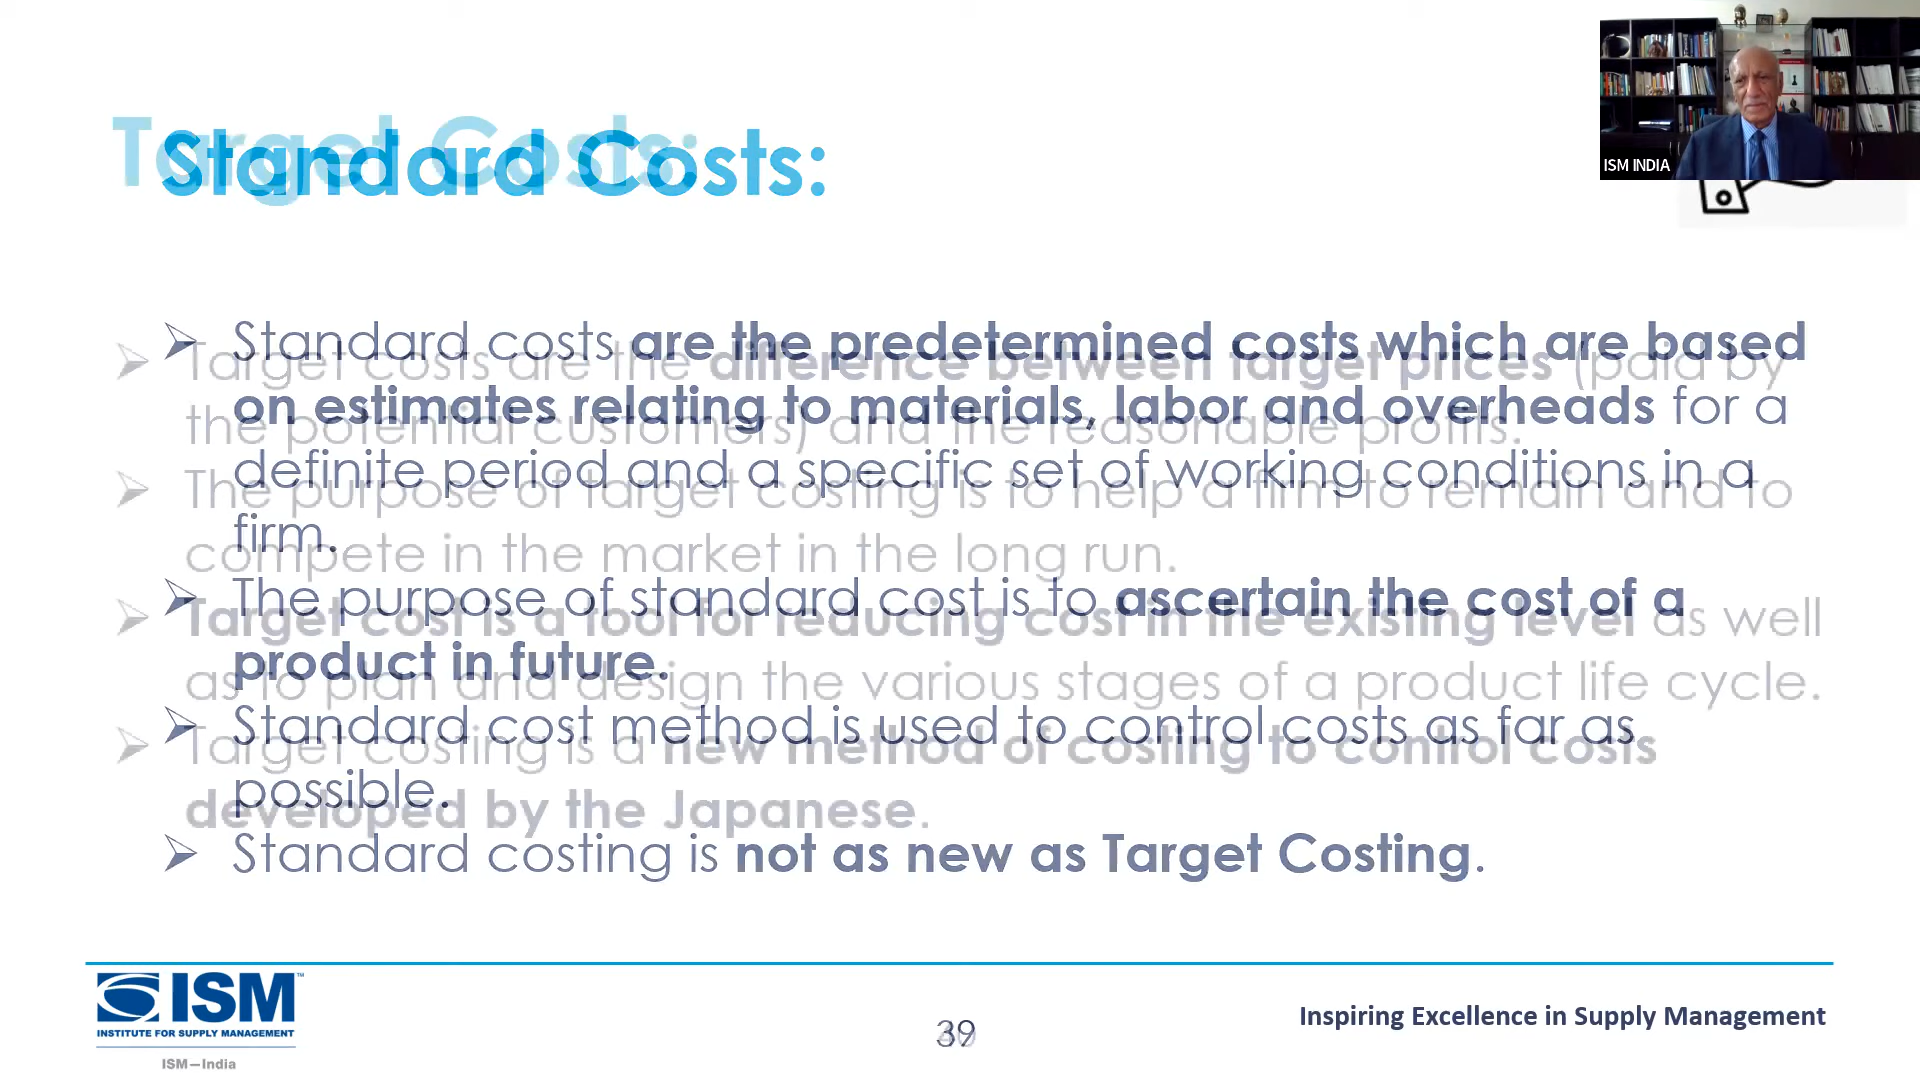 Standard Costs:
Target Costs:
ISM INDIA
➢ Standard costs are the predetermined costs which are based
on estimates relating to materials, labor and overheads for a
definite period and a specific set of working conditions in a
firm.
➢ The purpose of standard cost is to ascertain the cost of a
product in future.
➢ Standard cost method is used to control costs as far as
possible.
➢ Standard costing is not as new as Target Costing.
➢ Target costs are the difference between target prices (paid by
the potential customers) and the reasonable profits.
➢ The purpose of target costing is to help a firm to remain and to
compete in the market in the long run.
➢ Target cost is a tool for reducing cost in the existing level as well
as to plan and design the various stages of a product life cycle.
➢ Target costing is a new method of costing to control costs
developed by the Japanese.
ISM™
INSTITUTE FOR SUPPLY MANAGEMENT
ISM—India
39
Inspiring Excellence in Supply Management